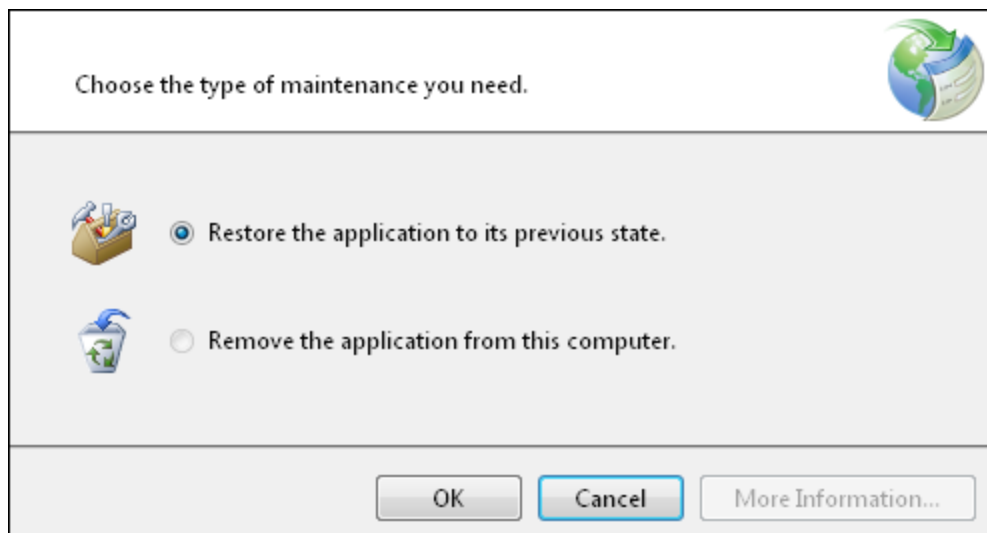 Choose the type of maintenance you need.
Restore the application to its previous state.
Remove the application from this computer.
OK
Cancel
More Information...